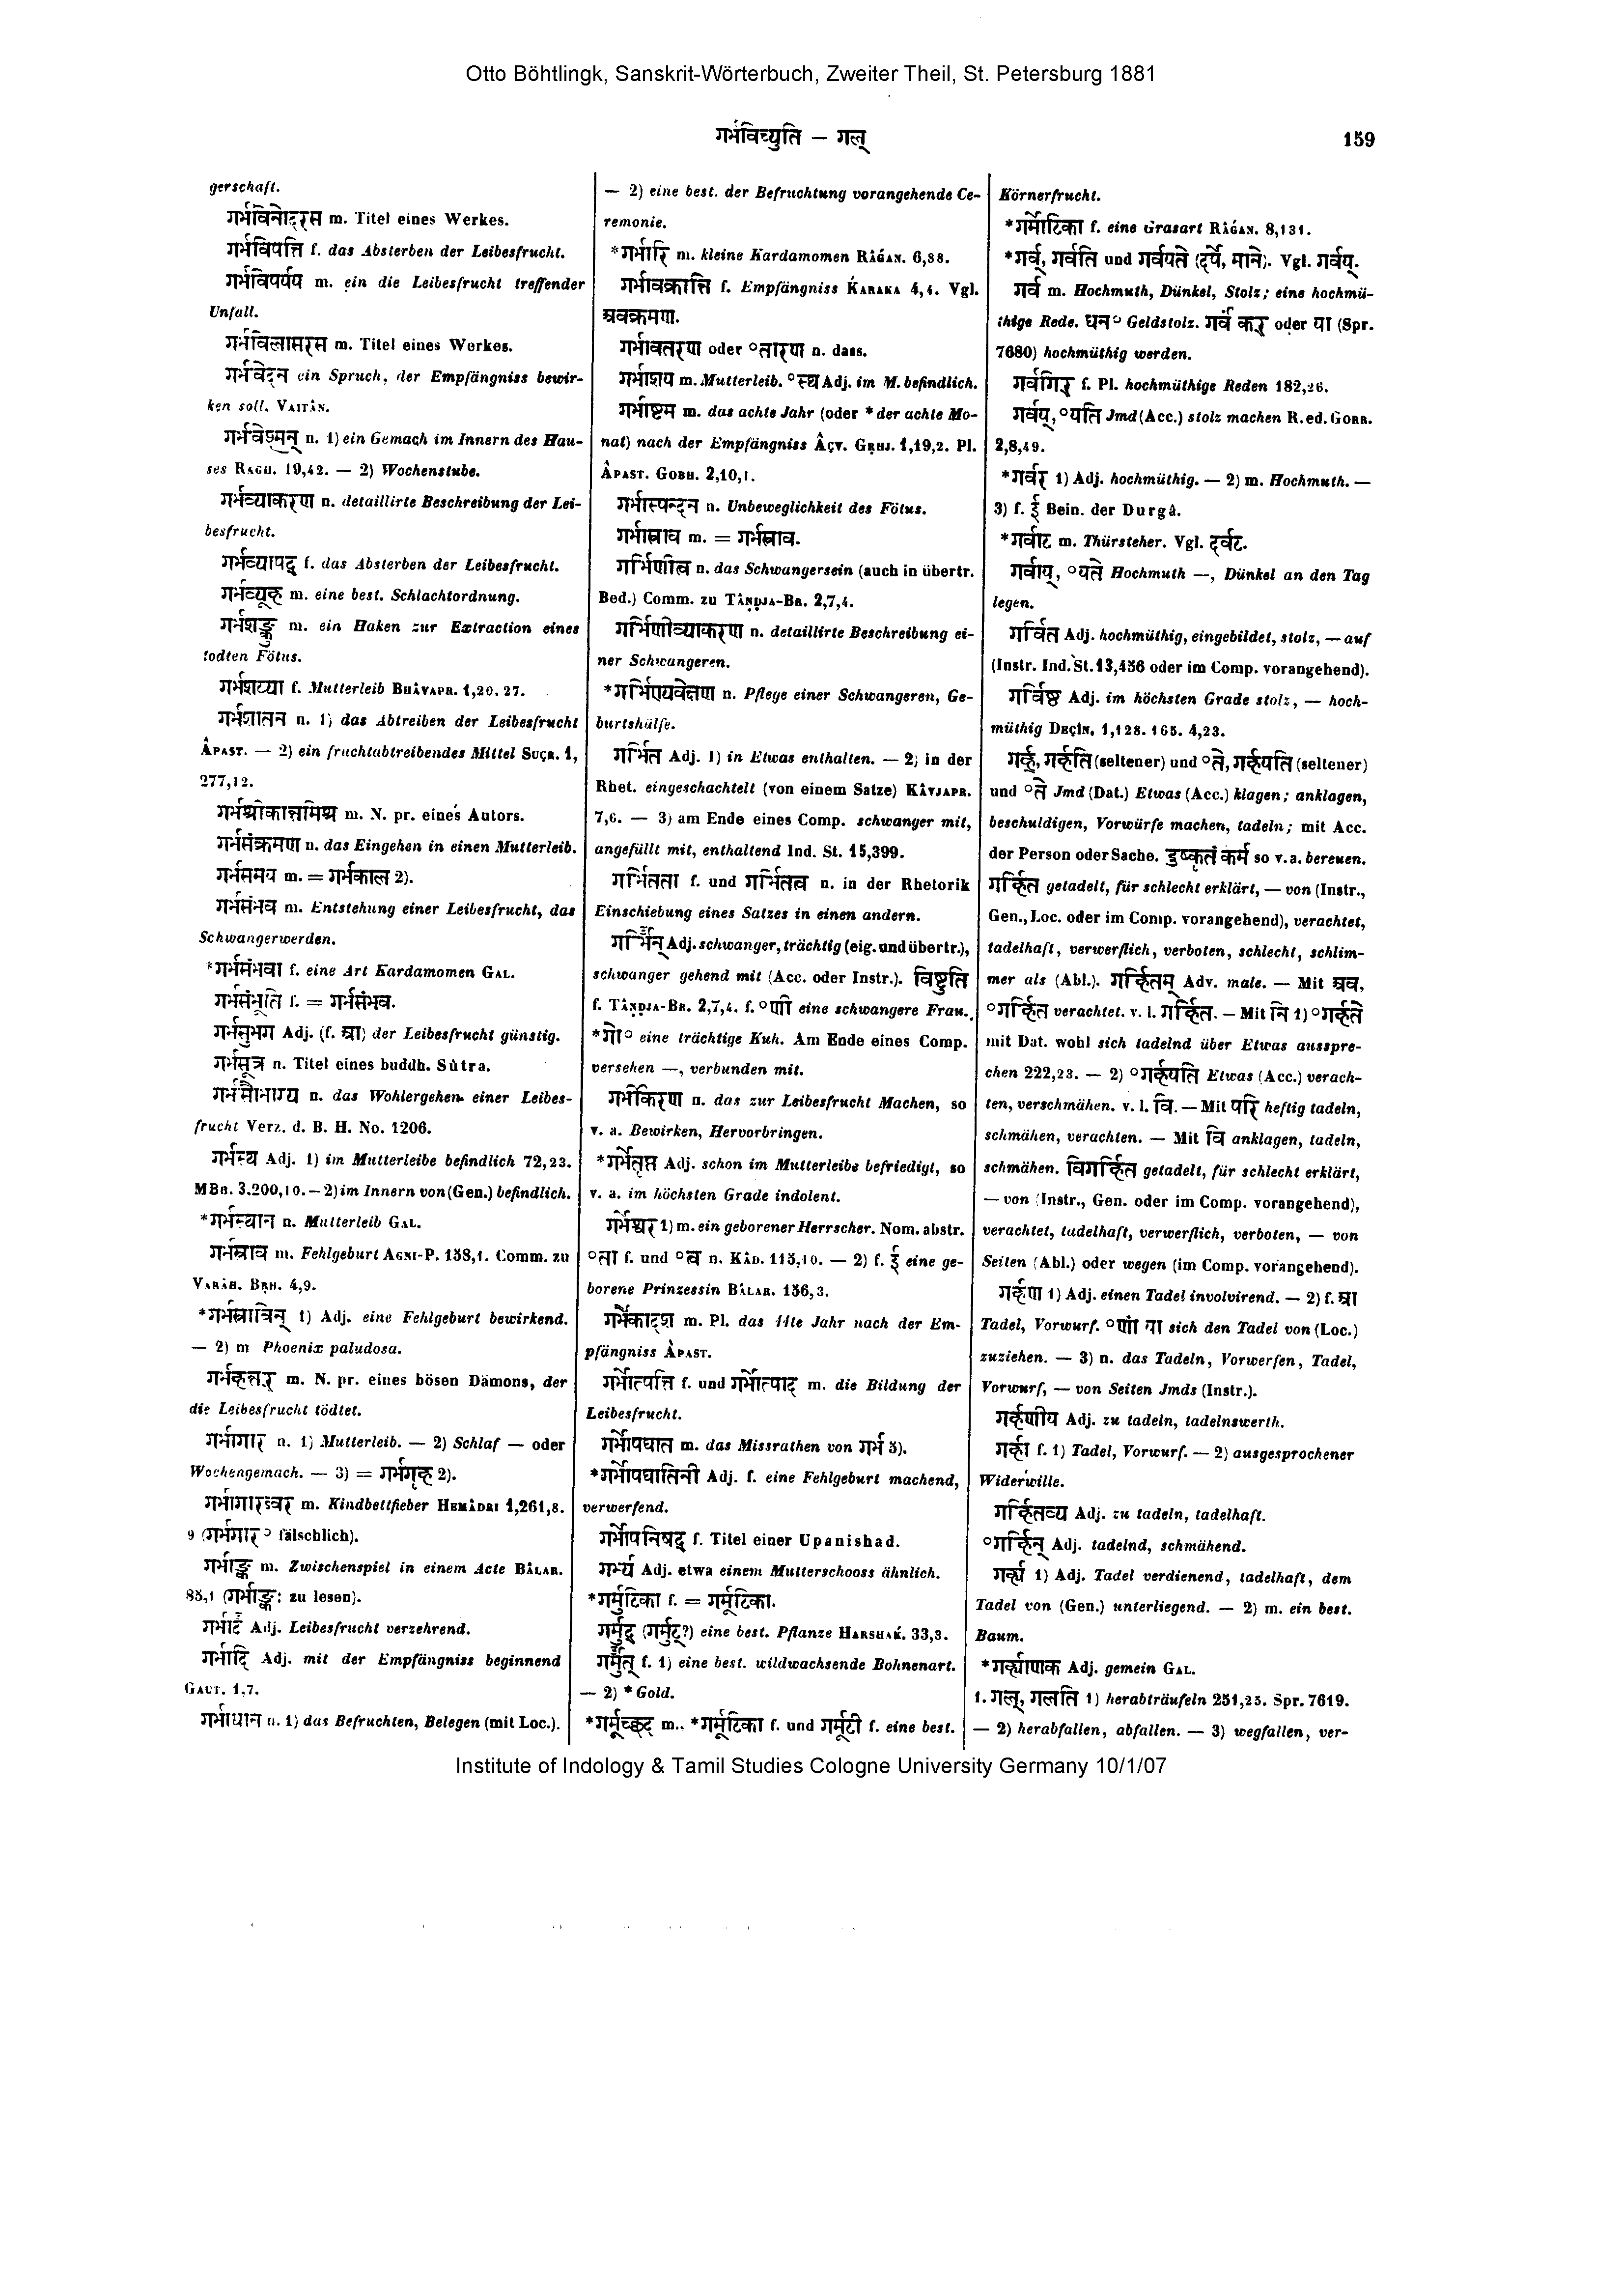 Otto Böhtlingk, Sanskrit-Wörterbuch, Zweiter Theil, St. Petersburg 1881
गर्भविच्युति – गल्
159
gerschaft.
गर्भविनोदरस m. Titel eines Werkes.
गर्भविपत्ति f. das Absterben der Leibesfrucht.
गर्भविपर्यय m. ein die Leibesfrucht treffender
Unfall.
गर्भविलासरस m. Titel eines Werkes.
गर्भवेदन ein Spruch, der Empfängniss bewir-
ken soll, VAITÂN.
गर्भवेश्मन् n. 1) ein Gemach im Innern des Hau-
ses RAGH. 19,42. — 2) Wochenstube.
गर्भव्याकरण n. detaillirte Beschreibung der Lei-
besfrucht.
गर्भव्यापद् f. das Absterben der Leibesfrucht.
गर्भव्यूह m. eine best. Schlachtordnung.
गर्भशङ्कु m. ein Haken zur Extraction eines
todten Fötus.
गर्भशय्या f. Mutterleib BHÂVAPR. 1,20. 27.
गर्भशातन n. 1) das Abtreiben der Leibesfrucht
ÂPAST. — 2) ein fruchtabtreibendes Mittel SUÇR. 1,
277,12.
गर्भश्रीकान्तमिश्र m. N. pr. eines Autors.
गर्भसंक्रमण n. das Eingehen in einen Mutterleib.
गर्भसमय m. = गर्भकाल 2).
गर्भसंभव m. Entstehung einer Leibesfrucht, das
Schwangerwerden.
*गर्भसंभवा f. eine Art Kardamomen GAL.
गर्भसंभूति f. = गर्भसंभव.
गर्भसुभग Adj. (f. आ) der Leibesfrucht günstig.
गर्भसूत्र n. Titel eines buddh. Sûtra.
गर्भसौभाग्य n. das Wohlergehen einer Leibes-
frucht Verz. d. B. H. No. 1206.
गर्भस्थ Adj. 1) im Mutterleibe befindlich 72,23.
MBH. 3,200,10. — 2) im Innern von (Gen.) befindlich.
*गर्भस्थान n. Mutterleib GAL.
गर्भस्राव m. Fehlgeburt AGNI-P. 158,1. Comm. zu
VARÂH. BRH. 4,9.
*गर्भस्राविन् 1) Adj. eine Fehlgeburt bewirkend.
— 2) m Phoenix paludosa.
गर्भहन्तर् m. N. pr. eines bösen Dämons, der
die Leibesfrucht tödtet.
गर्भागार n. 1) Mutterleib. — 2) Schlaf — oder
Wochengemach. — 3) = गर्भगृह 2).
गर्भागारज्वर m. Kindbettfieber HEMÂDRI 1,261,8.
9 (गर्भगार° fälschlich).
गर्भाङ्क m. Zwischenspiel in einem Acte BÂLAR.
85,1 (गर्भाङ्कः zu lesen).
गर्भाद Adj. Leibesfrucht verzehrend.
गर्भादि Adj. mit der Empfängniss beginnend
GAUT. 1,7.
गर्भाधान n. 1) das Befruchten, Belegen (mit Loc.).
— 2) eine best. der Befruchtung vorangehende Ce-
remonie.
*गर्भारि m. kleine Kardamomen RÂGAN. 6,88.
गर्भावक्रान्ति f. Empfängniss KARAKA 4,4. Vgl.
अवक्रमण.
गर्भावतरण oder °तारण n. dass.
गर्भाशय m. Mutterleib. °स्थ Adj. im M. befindlich.
गर्भाष्टम m. das achte Jahr (oder * der achte Mo-
nat) nach der Empfängniss ÂÇV. GRHJ. 1,19,2. Pl.
ÂPAST. GOBH. 2,10,1.
गर्भास्पन्दन n. Unbeweglichkeit des Fötus.
गर्भास्राव m. = गर्भस्राव.
गर्भिणीत्व n. das Schwangersein (auch in übertr.
Bed.) Comm. zu TÂṆḌJA-BR. 2,7,4.
गर्भिणीव्याकरण n. detaillirte Beschreibung ei-
ner Schwangeren.
*गर्भिण्यवेक्षण n. Pflege einer Schwangeren, Ge-
burtshülfe.
गर्भित Adj. 1) in Etwas enthalten. — 2) in der
Rhet. eingeschachtelt (von einem Satze) KÂVJAPR.
7,6. — 3) am Ende eines Comp. schwanger mit,
angefüllt mit, enthaltend Ind. St. 15,399.
गर्भितता f. und गर्भितत्व n. in der Rhetorik
Einschiebung eines Satzes in einen andern.
गर्भिन् Adj. schwanger, trächtig (eig. und übertr.),
schwanger gehend mit (Acc. oder Instr.). विष्टुति
f. TÂṆḌJA-BR. 2,7,4. f. °णी eine schwangere Frau.
*गो° eine trächtige Kuh. Am Ende eines Comp.
versehen —, verbunden mit.
गर्भीकरण n. das zur Leibesfrucht Machen, so
v. a. Bewirken, Hervorbringen.
*गर्भेतृप्त Adj. schon im Mutterleibe befriedigt, so
v. a. im höchsten Grade indolent.
गर्भेश्वर 1) m. ein geborener Herrscher. Nom. abstr.
°ता f. und °त्व n. KÂD. 115,10. — 2) f. ई eine ge-
borene Prinzessin BÂLAR. 156,3.
गर्भैकादश m. Pl. das 11te Jahr nach der Em-
pfängniss ÂPAST.
गर्भोत्पत्ति f. und गर्भोत्पाद m. die Bildung der
Leibesfrucht.
गर्भोपघात m. das Missrathen von गर्भ 3).
*गर्भोपघातिनी Adj. f. eine Fehlgeburt machend,
verwerfend.
गर्भोपनिषद् f. Titel einer Upanishad.
गर्भ्य Adj. etwa einem Mutterschooss ähnlich.
*गर्मुटिका f. = गर्मूटिका.
गर्मुद् (गर्मुट्?) eine best. Pflanze HARSHAK. 33,3.
गर्मुत् f. 1) eine best. wildwachsende Bohnenart.
— 2) * Gold.
*गर्मूच्छद m., *गर्मूटिका f. und गर्मूटी f. eine best.
Körnerfrucht.
*गर्मोटिका f. eine Grasart RÂGAN. 8,131.
*गर्व्, गर्वति und गर्वयते (दर्पे, माने). Vgl. गर्वय्.
गर्व m. Hochmuth, Dünkel, Stolz; eine hochmü-
thige Rede. धन° Geldstolz. गर्वं कर् oder या (Spr.
7680) hochmüthig werden.
गर्वगिर् f. Pl. hochmüthige Reden 182,26.
गर्वय्, °यति Jmd (Acc.) stolz machen R. ed. GORR.
2,8,49.
*गर्वर 1) Adj. hochmüthig. — 2) m. Hochmuth. —
3) f. ई Bein. der Durgâ.
*गर्वाट m. Thürsteher. Vgl. दर्वट.
गर्वाय्, °यते Hochmuth —, Dünkel an den Tag
legen.
गर्वित Adj. hochmüthig, eingebildet, stolz, — auf
(Instr. Ind. St. 13,456 oder im Comp. vorangehend).
गर्विष्ठ Adj. im höchsten Grade stolz, — hoch-
müthig DEÇÎN. 1,128. 165. 4,23.
गर्ह्, गर्हति (seltener) und °ते, गर्हयति (seltener)
und °ते Jmd (Dat.) Etwas (Acc.) klagen; anklagen,
beschuldigen, Vorwürfe machen, tadeln; mit Acc.
der Person oder Sache. दुष्कृतं कर्म so v. a. bereuen.
गर्हित getadelt, für schlecht erklärt, — von (Instr.,
Gen., Loc. oder im Comp. vorangehend), verachtet,
tadelhaft, verwerflich, verboten, schlecht, schlim-
mer als (Abl.). गर्हितम् Adv. male. — Mit अव,
°गर्हित verachtet. v. l. गर्हित. — Mit नि 1) °गर्हते
mit Dat. wohl sich tadelnd über Etwas ausspre-
chen 222,23. — 2) °गर्हयति Etwas (Acc.) verach-
ten, verschmähen. v. l. वि. — Mit परि heftig tadeln,
schmähen, verachten. — Mit वि anklagen, tadeln,
schmähen. विगर्हित getadelt, für schlecht erklärt,
— von (Instr., Gen. oder im Comp. vorangehend),
verachtet, tadelhaft, verwerflich, verboten, — von
Seiten (Abl.) oder wegen (im Comp. vorangehend).
गर्हण 1) Adj. einen Tadel involvirend. — 2) f. आ
Tadel, Vorwurf. °णां या sich den Tadel von (Loc.)
zuziehen. — 3) n. das Tadeln, Vorwerfen, Tadel,
Vorwurf, — von Seiten Jmds (Instr.).
गर्हणीय Adj. zu tadeln, tadelnswerth.
गर्हा f. 1) Tadel, Vorwurf. — 2) ausgesprochener
Widerwille.
गर्हितव्य Adj. zu tadeln, tadelhaft.
°गर्हिन् Adj. tadelnd, schmähend.
गर्ह्य 1) Adj. Tadel verdienend, tadelhaft, dem
Tadel von (Gen.) unterliegend. — 2) m. ein best.
Baum.
*गर्ह्याणक Adj. gemein GAL.
1. गल्, गलति 1) herabträufeln 251,23. Spr. 7619.
— 2) herabfallen, abfallen. — 3) wegfallen, ver-
Institute of Indology & Tamil Studies Cologne University Germany 10/1/07